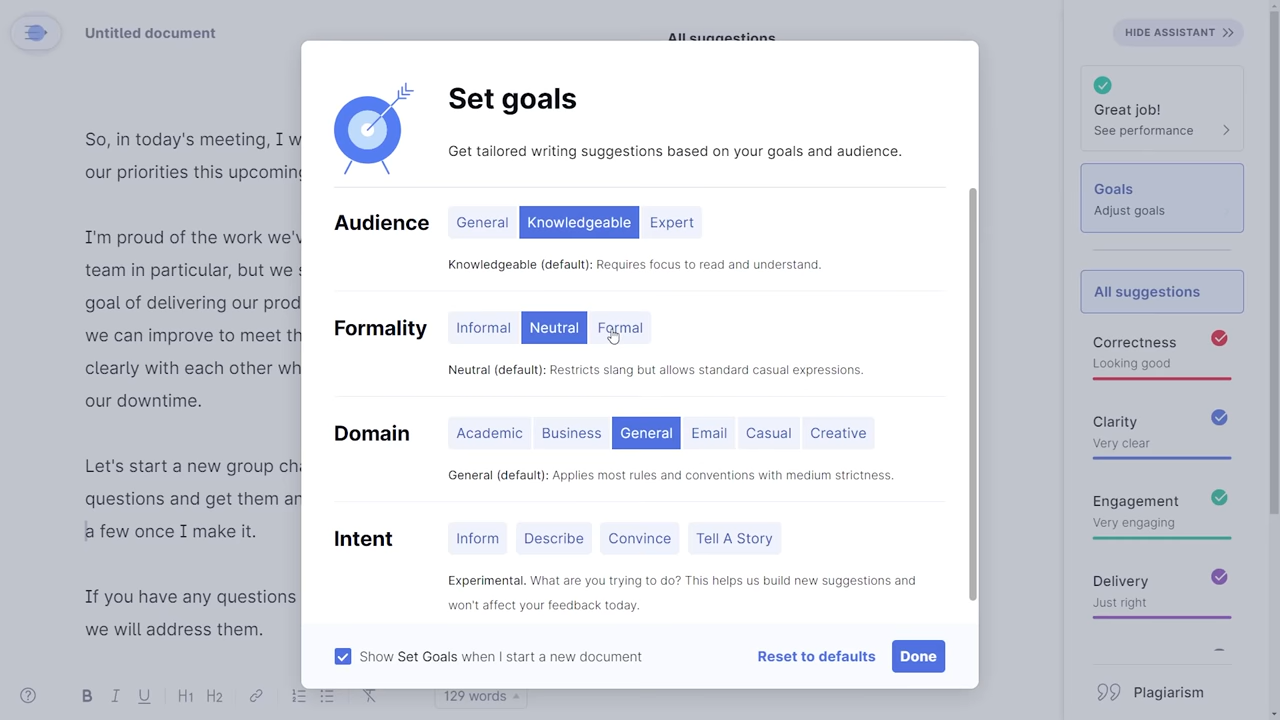 Untitled document
All suggestions
HIDE ASSISTANT
So, in today's meeting, I w
our priorities this upcoming
I'm proud of the work we'v
team in particular, but we s
goal of delivering our prod
we can improve to meet th
clearly with each other wh
our downtime.
Let's start a new group cha
questions and get them an
a few once I make it.
If you have any questions
we will address them.
Set goals
Get tailored writing suggestions based on your goals and audience.
Audience General Knowledgeable Expert
Knowledgeable (default): Requires focus to read and understand.
Formality Informal Neutral Formal
Neutral (default): Restricts slang but allows standard casual expressions.
Domain Academic Business General Email Casual Creative
General (default): Applies most rules and conventions with medium strictness.
Intent Inform Describe Convince Tell A Story
Experimental. What are you trying to do? This helps us build new suggestions and
won't affect your feedback today.
Show Set Goals when I start a new document
Reset to defaults
Done
Great job!
See performance
Goals
Adjust goals
All suggestions
Correctness
Looking good
Clarity
Very clear
Engagement
Very engaging
Delivery
Just right
Plagiarism
B I U H1 H2
129 words